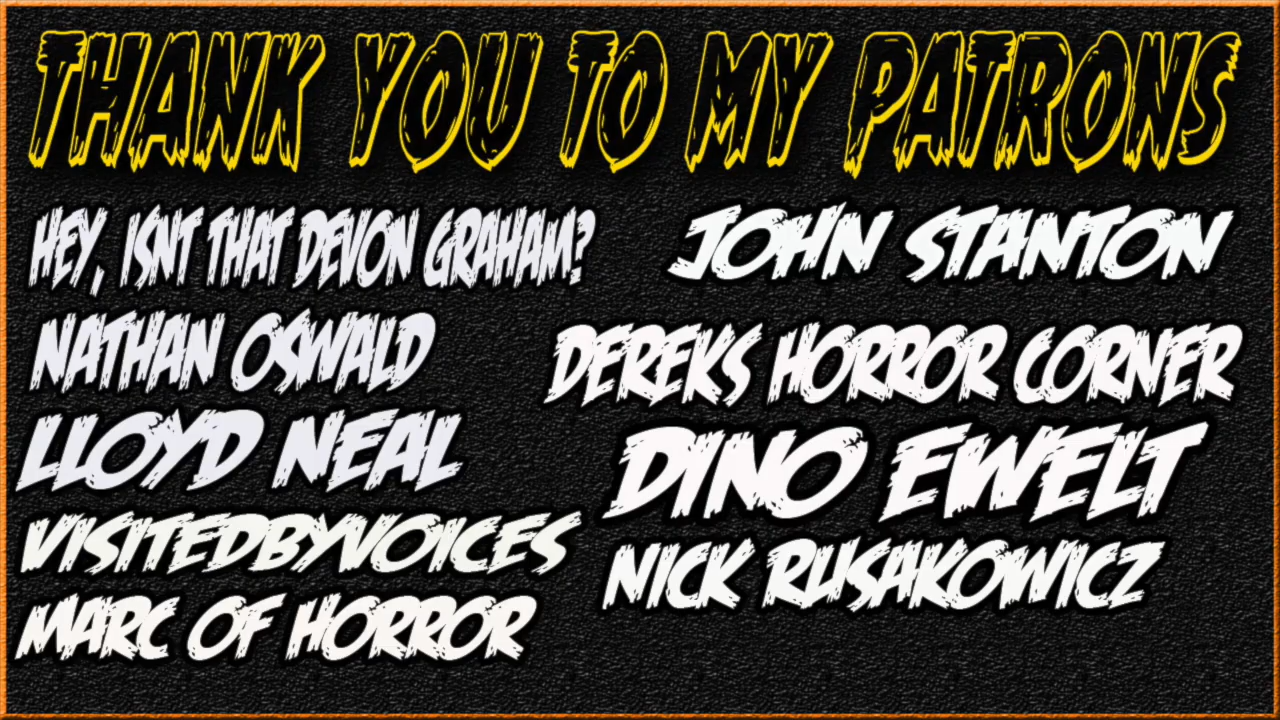 THANK YOU TO MY PATRONS
HEY, ISNT THAT DEVON GRAHAM?
NATHAN OSWALD
LLOYD NEAL
VISITEDBYVOICES
MARC OF HORROR
JOHN STANTON
DEREKS HORROR CORNER
DINO EWELT
NICK RUSAKOWICZ